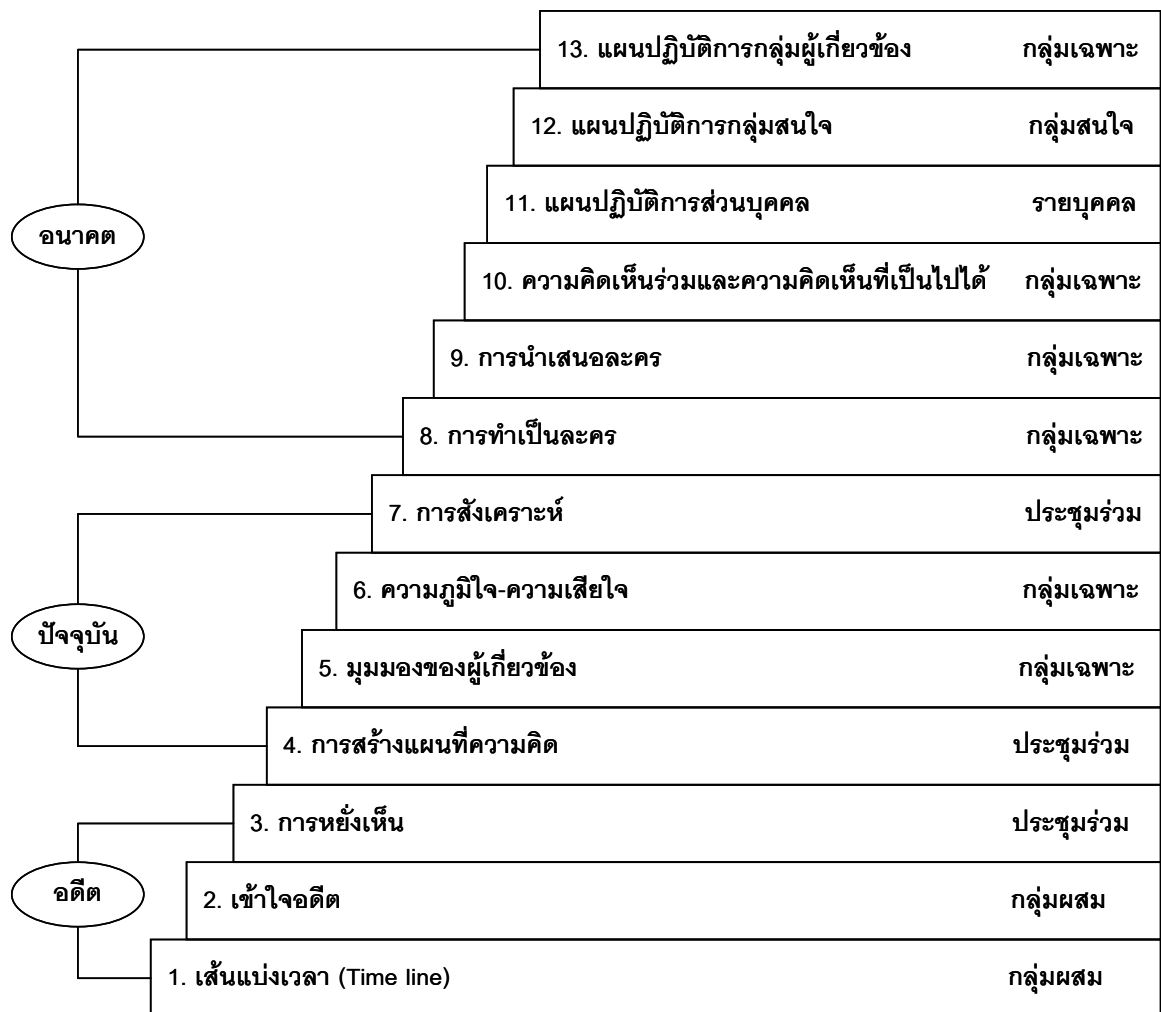 13. แผนปฏิบัติการกลุ่มผู้เกี่ยวข้อง กลุ่มเฉพาะ
12. แผนปฏิบัติการกลุ่มสนใจ กลุ่มสนใจ
11. แผนปฏิบัติการส่วนบุคคล รายบุคคล
อนาคต
10. ความคิดเห็นร่วมและความคิดเห็นที่เป็นไปได้ กลุ่มเฉพาะ
9. การนำเสนอละคร กลุ่มเฉพาะ
8. การทำเป็นละคร กลุ่มเฉพาะ
7. การสังเคราะห์ ประชุมร่วม
6. ความภูมิใจ-ความเสียใจ กลุ่มเฉพาะ
ปัจจุบัน
5. มุมมองของผู้เกี่ยวข้อง กลุ่มเฉพาะ
4. การสร้างแผนที่ความคิด ประชุมร่วม
3. การหยั่งเห็น ประชุมร่วม
อดีต
2. เข้าใจอดีต กลุ่มผสม
1. เส้นแบ่งเวลา (Time line) กลุ่มผสม